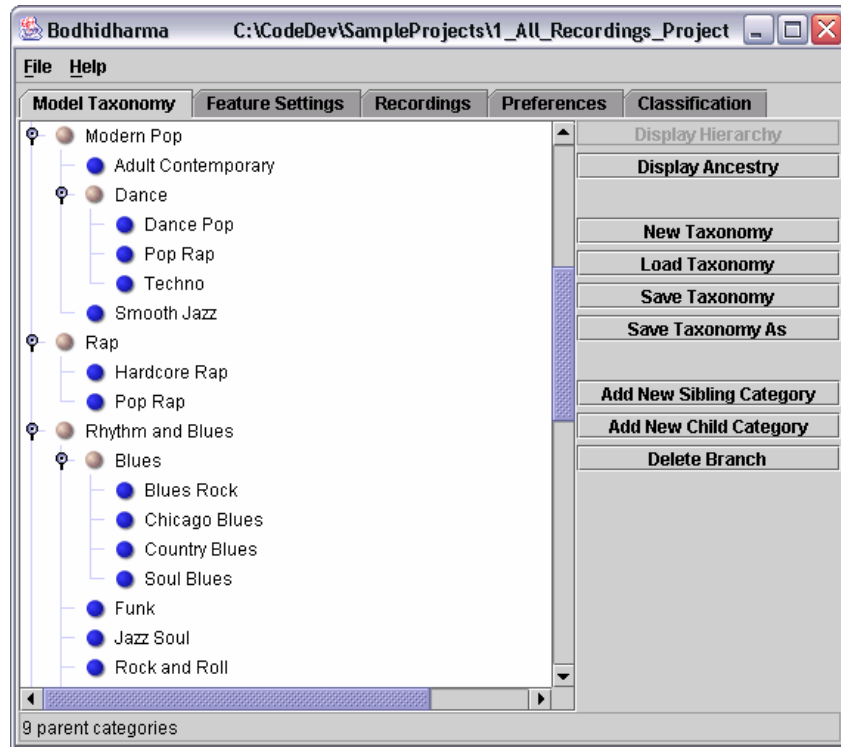 Bodhidharma C:\CodeDev\SampleProjects\1_All_Recordings_Project
File Help
Model Taxonomy Feature Settings Recordings Preferences Classification
Modern Pop
Adult Contemporary
Dance
Dance Pop
Pop Rap
Techno
Smooth Jazz
Rap
Hardcore Rap
Pop Rap
Rhythm and Blues
Blues
Blues Rock
Chicago Blues
Country Blues
Soul Blues
Funk
Jazz Soul
Rock and Roll
Display Hierarchy
Display Ancestry
New Taxonomy
Load Taxonomy
Save Taxonomy
Save Taxonomy As
Add New Sibling Category
Add New Child Category
Delete Branch
9 parent categories